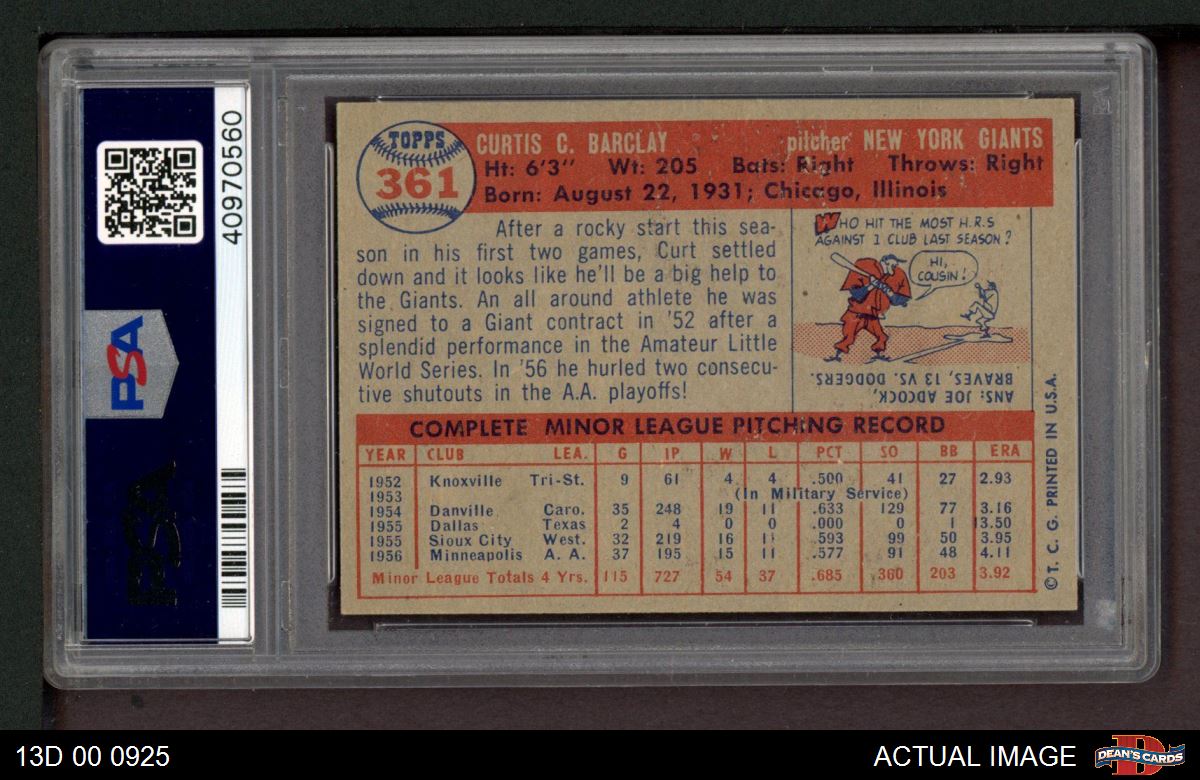 40970560
PSA
PSA
TOPPS
361
CURTIS C. BARCLAY pitcher NEW YORK GIANTS
Ht: 6'3" Wt: 205 Bats: Right Throws: Right
Born: August 22, 1931; Chicago, Illinois
After a rocky start this sea-
son in his first two games, Curt settled
down and it looks like he'll be a big help to
the Giants. An all around athlete he was
signed to a Giant contract in '52 after a
splendid performance in the Amateur Little
World Series. In '56 he hurled two consecu-
tive shutouts in the A.A. playoffs!
WHO HIT THE MOST H.R.S
AGAINST 1 CLUB LAST SEASON?
HI,
COUSIN!
ANS: JOE ADCOCK,
BRAVES, 13 VS. DODGERS.
COMPLETE MINOR LEAGUE PITCHING RECORD
YEAR CLUB LEA. G IP W L PCT SO BB ERA
1952 Knoxville Tri-St. 9 61 4 4 .500 41 27 2.93
1953 (In Military Service)
1954 Danville Caro. 35 248 19 11 .633 129 77 3.16
1955 Dallas Texas 2 4 0 0 .000 0 1 13.50
1955 Sioux City West. 32 219 16 11 .593 99 50 3.95
1956 Minneapolis A. A. 37 195 15 11 .577 91 48 4.11
Minor League Totals 4 Yrs. 115 727 54 37 .685 360 203 3.92
© T. C. G. PRINTED IN U.S.A.
13D 00 0925
ACTUAL IMAGE
D
DEAN'S CARDS